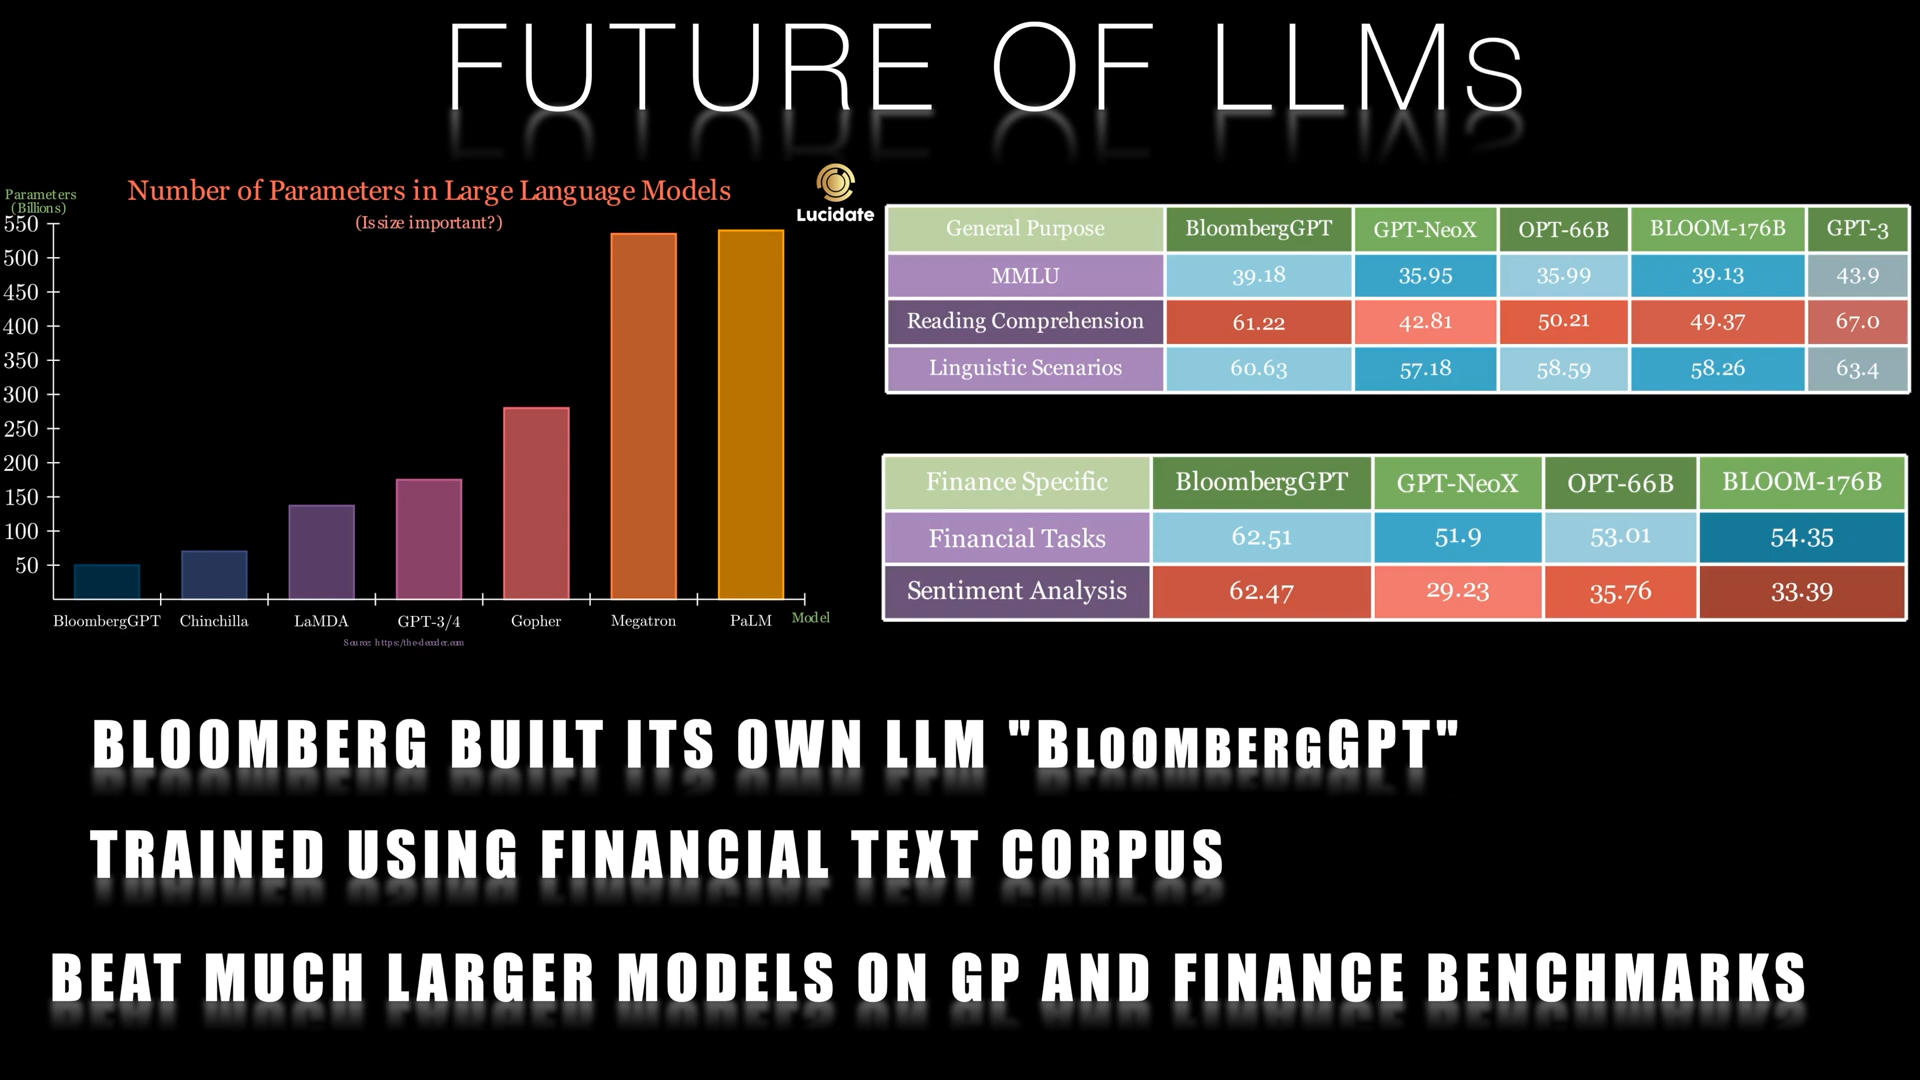 FUTURE OF LLMs
Number of Parameters in Large Language Models
(Is size important?)
Parameters
(Billions)
550
500
450
400
350
300
250
200
150
100
50
BloombergGPT Chinchilla LaMDA GPT-3/4 Gopher Megatron PaLM
Model
Source: https://the-decoder.com
Lucidate
General Purpose BloombergGPT GPT-NeoX OPT-66B BLOOM-176B GPT-3
MMLU 39.18 35.95 35.99 39.13 43.9
Reading Comprehension 61.22 42.81 50.21 49.37 67.0
Linguistic Scenarios 60.63 57.18 58.59 58.26 63.4
Finance Specific BloombergGPT GPT-NeoX OPT-66B BLOOM-176B
Financial Tasks 62.51 51.9 53.01 54.35
Sentiment Analysis 62.47 29.23 35.76 33.39
BLOOMBERG BUILT ITS OWN LLM "BLOOMBERGGPT"
TRAINED USING FINANCIAL TEXT CORPUS
BEAT MUCH LARGER MODELS ON GP AND FINANCE BENCHMARKS